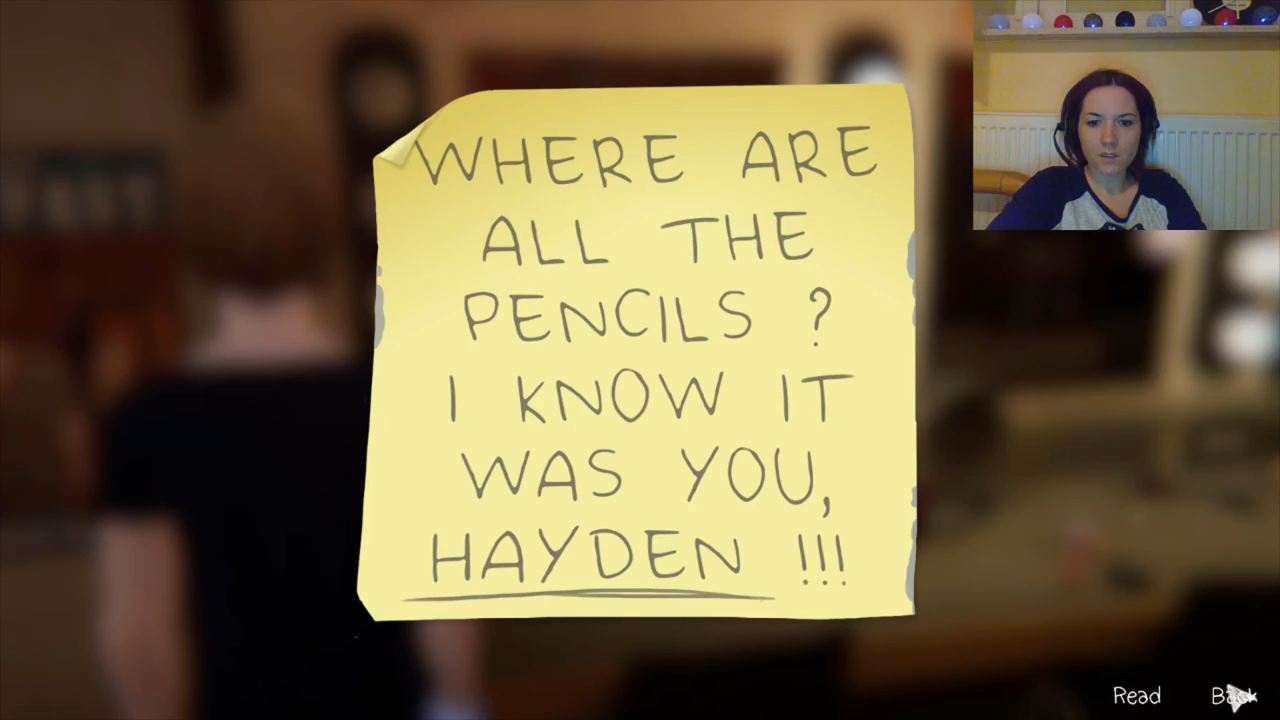 WHERE ARE
ALL THE
PENCILS ?
I KNOW IT
WAS YOU,
HAYDEN !!!
Read
Back